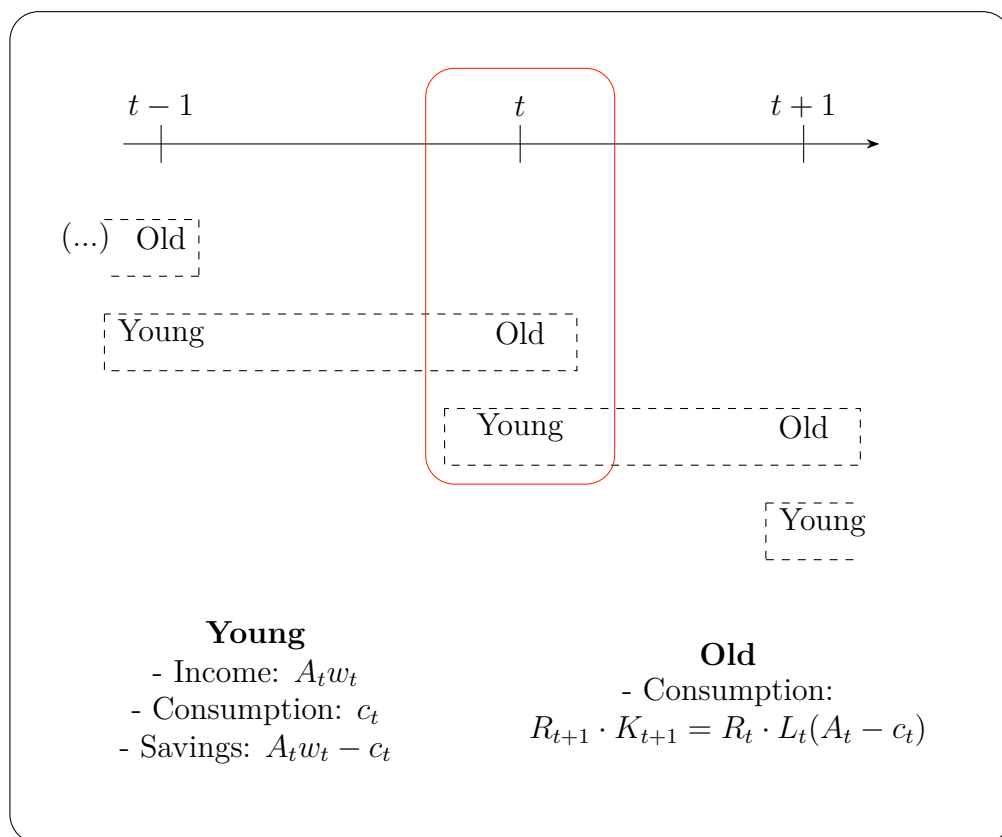 t − 1 t t + 1
(...) Old
Young Old
Young Old
Young
Young
- Income: A_t w_t
- Consumption: c_t
- Savings: A_t w_t − c_t
Old
- Consumption:
R_{t+1} · K_{t+1} = R_t · L_t(A_t − c_t)